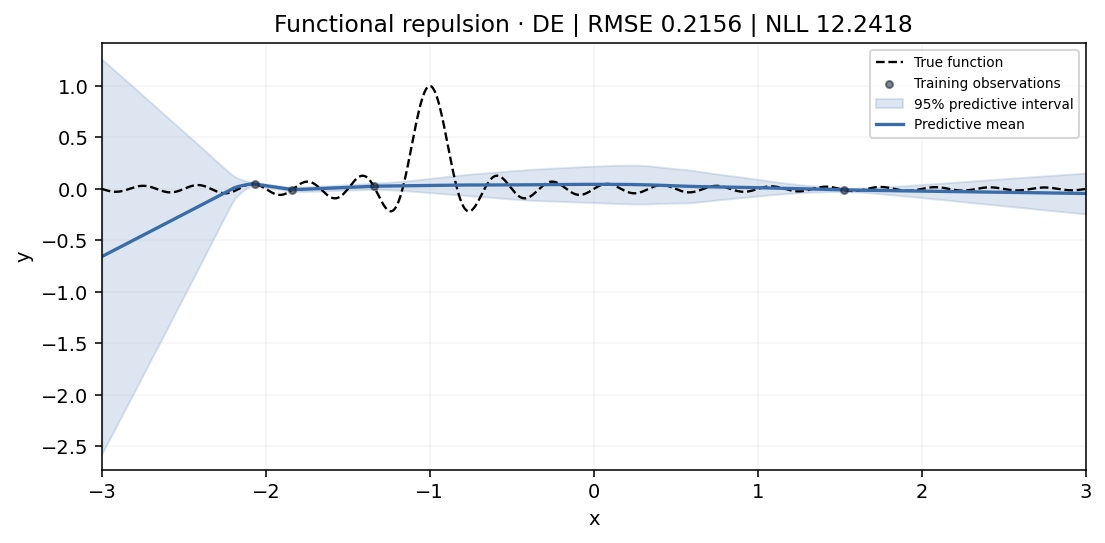 Functional repulsion · DE | RMSE 0.2156 | NLL 12.2418
True function
Training observations
95% predictive interval
Predictive mean
1.0
0.5
0.0
−0.5
−1.0
−1.5
−2.0
−2.5
y
−3 −2 −1 0 1 2 3
x